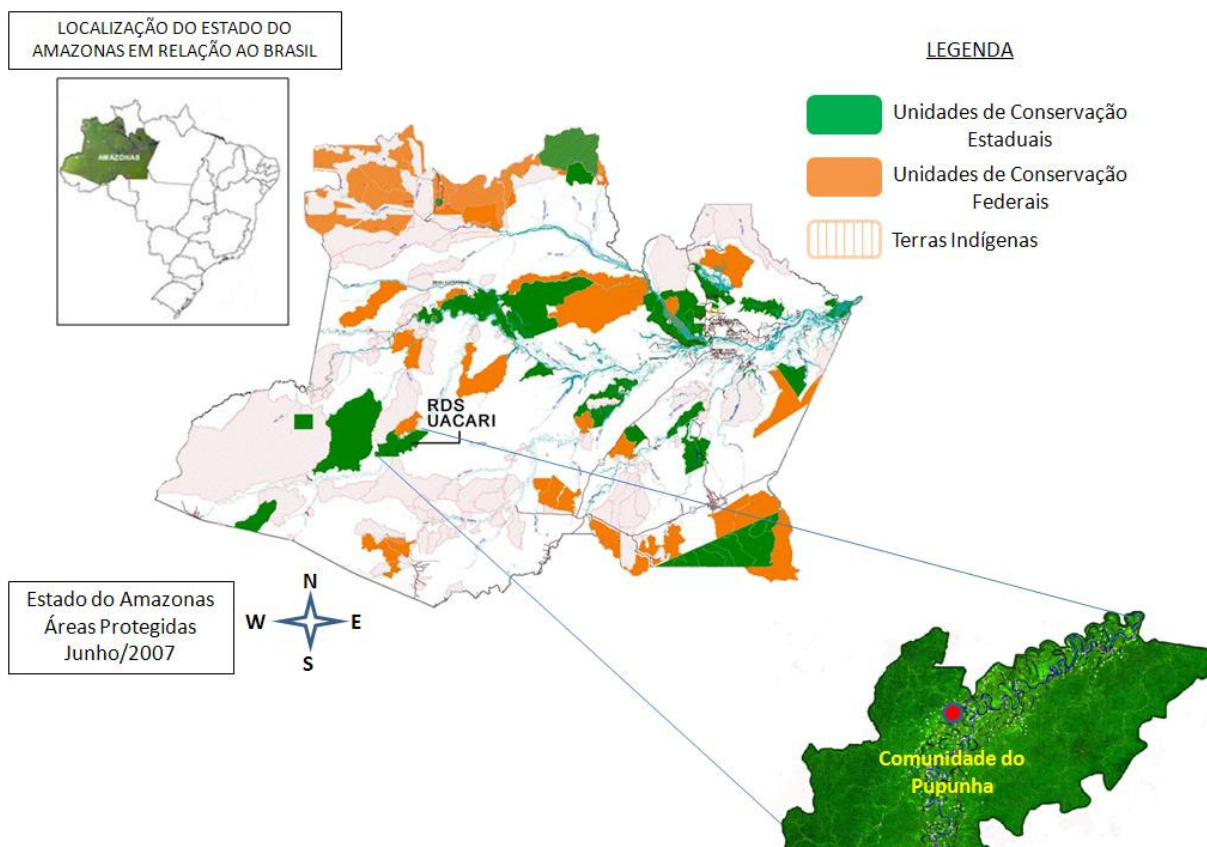 LOCALIZAÇÃO DO ESTADO DO
AMAZONAS EM RELAÇÃO AO BRASIL
AMAZONAS
LEGENDA
Unidades de Conservação
Estaduais
Unidades de Conservação
Federais
Terras Indígenas
RDS
UACARI
Estado do Amazonas
Áreas Protegidas
Junho/2007
N
W
E
S
Comunidade do
Pupunha